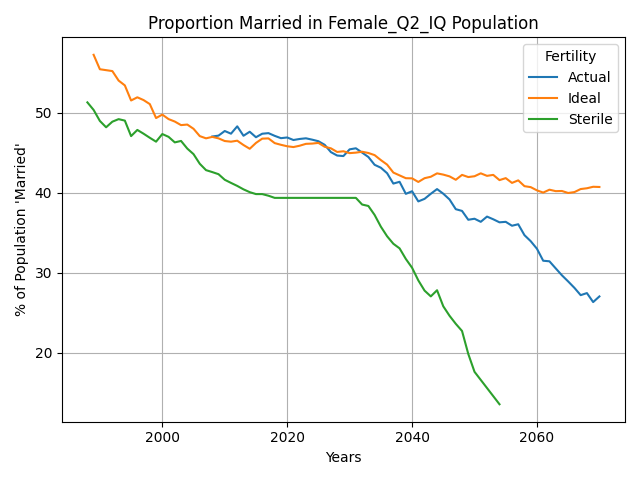 Proportion Married in Female_Q2_IQ Population
Fertility
Actual
Ideal
Sterile
% of Population 'Married'
50
40
30
20
2000
2020
2040
2060
Years